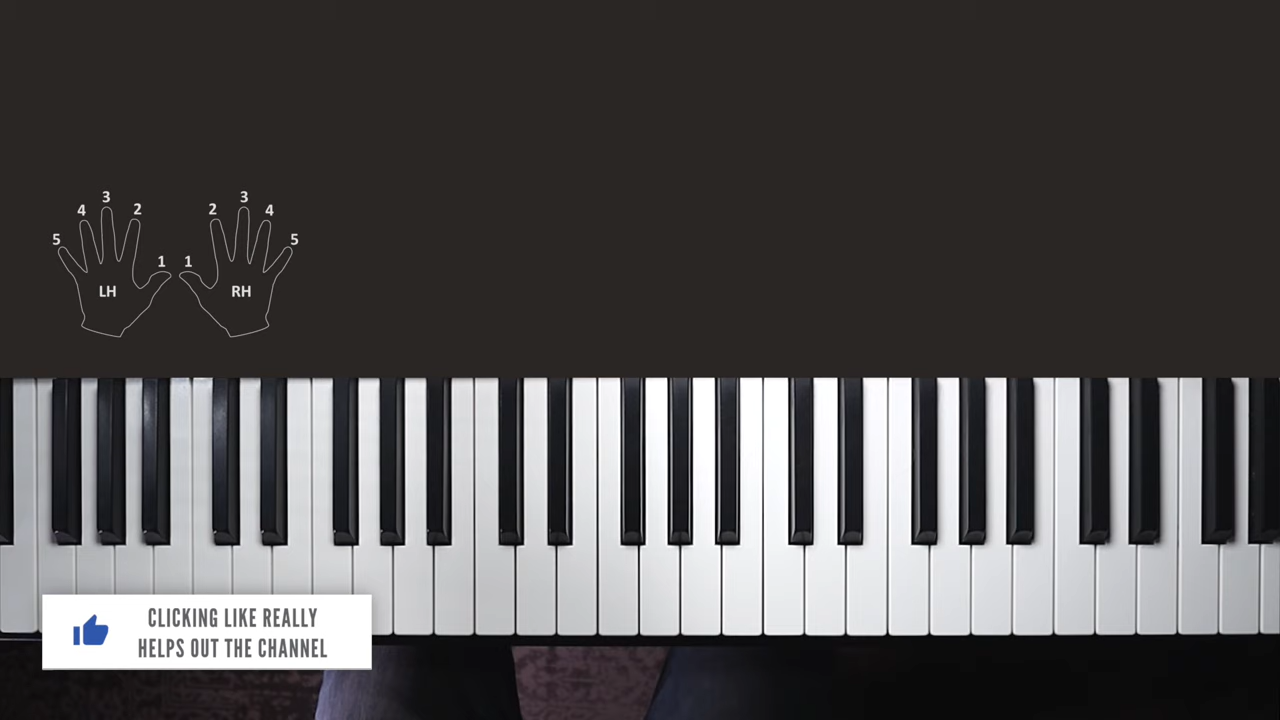 3 3
4 2 2 4
5 5
1 1
LH RH
CLICKING LIKE REALLY
HELPS OUT THE CHANNEL